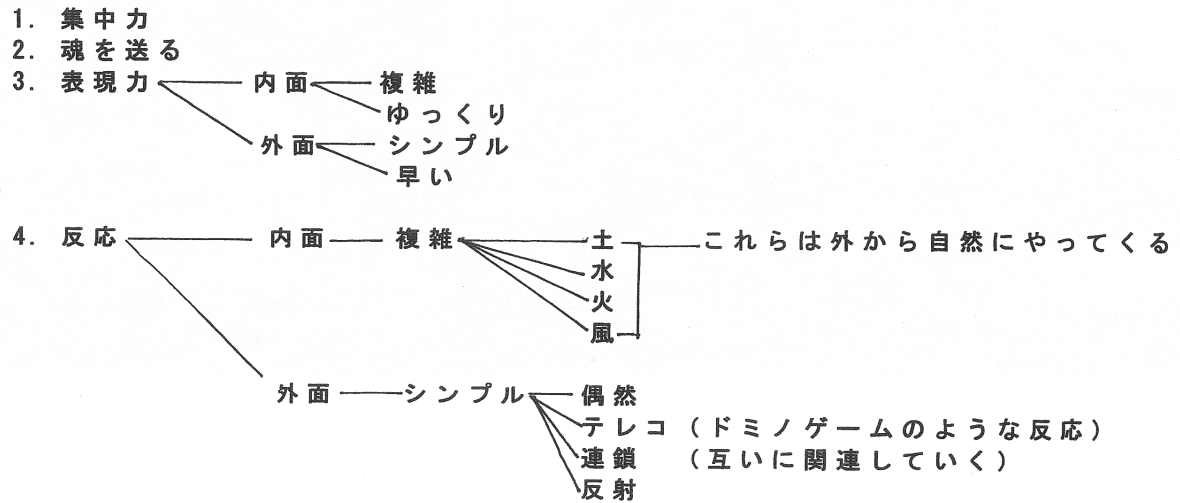 1. 集中力
2. 魂を送る
3. 表現力 内面 複雑
ゆっくり
外面 シンプル
早い
4. 反応 内面 複雑 土 これらは外から自然にやってくる
水
火
風
外面 シンプル 偶然
テレコ(ドミノゲームのような反応)
連鎖 (互いに関連していく)
反射